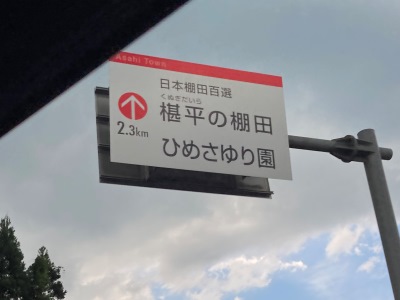 Asahi Town
日本棚田百選
くぬぎだいら
椹平の棚田
2.3km
ひめさゆり園